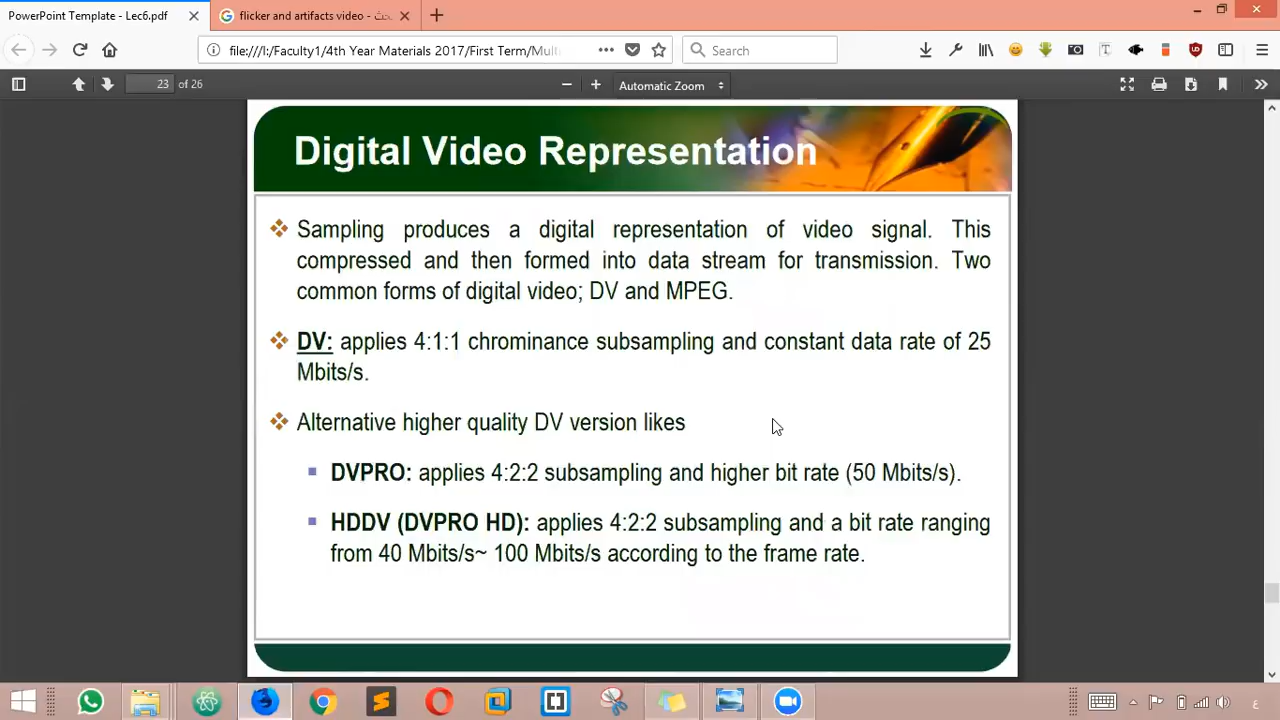 PowerPoint Template - Lec6.pdf
flicker and artifacts video - بحث
file:///I:/Faculty1/4th Year Materials 2017/First Term/Mult
Search
23 of 26
Automatic Zoom
Digital Video Representation
Sampling produces a digital representation of video signal. This
compressed and then formed into data stream for transmission. Two
common forms of digital video; DV and MPEG.
DV: applies 4:1:1 chrominance subsampling and constant data rate of 25
Mbits/s.
Alternative higher quality DV version likes
DVPRO: applies 4:2:2 subsampling and higher bit rate (50 Mbits/s).
HDDV (DVPRO HD): applies 4:2:2 subsampling and a bit rate ranging
from 40 Mbits/s~ 100 Mbits/s according to the frame rate.
ع